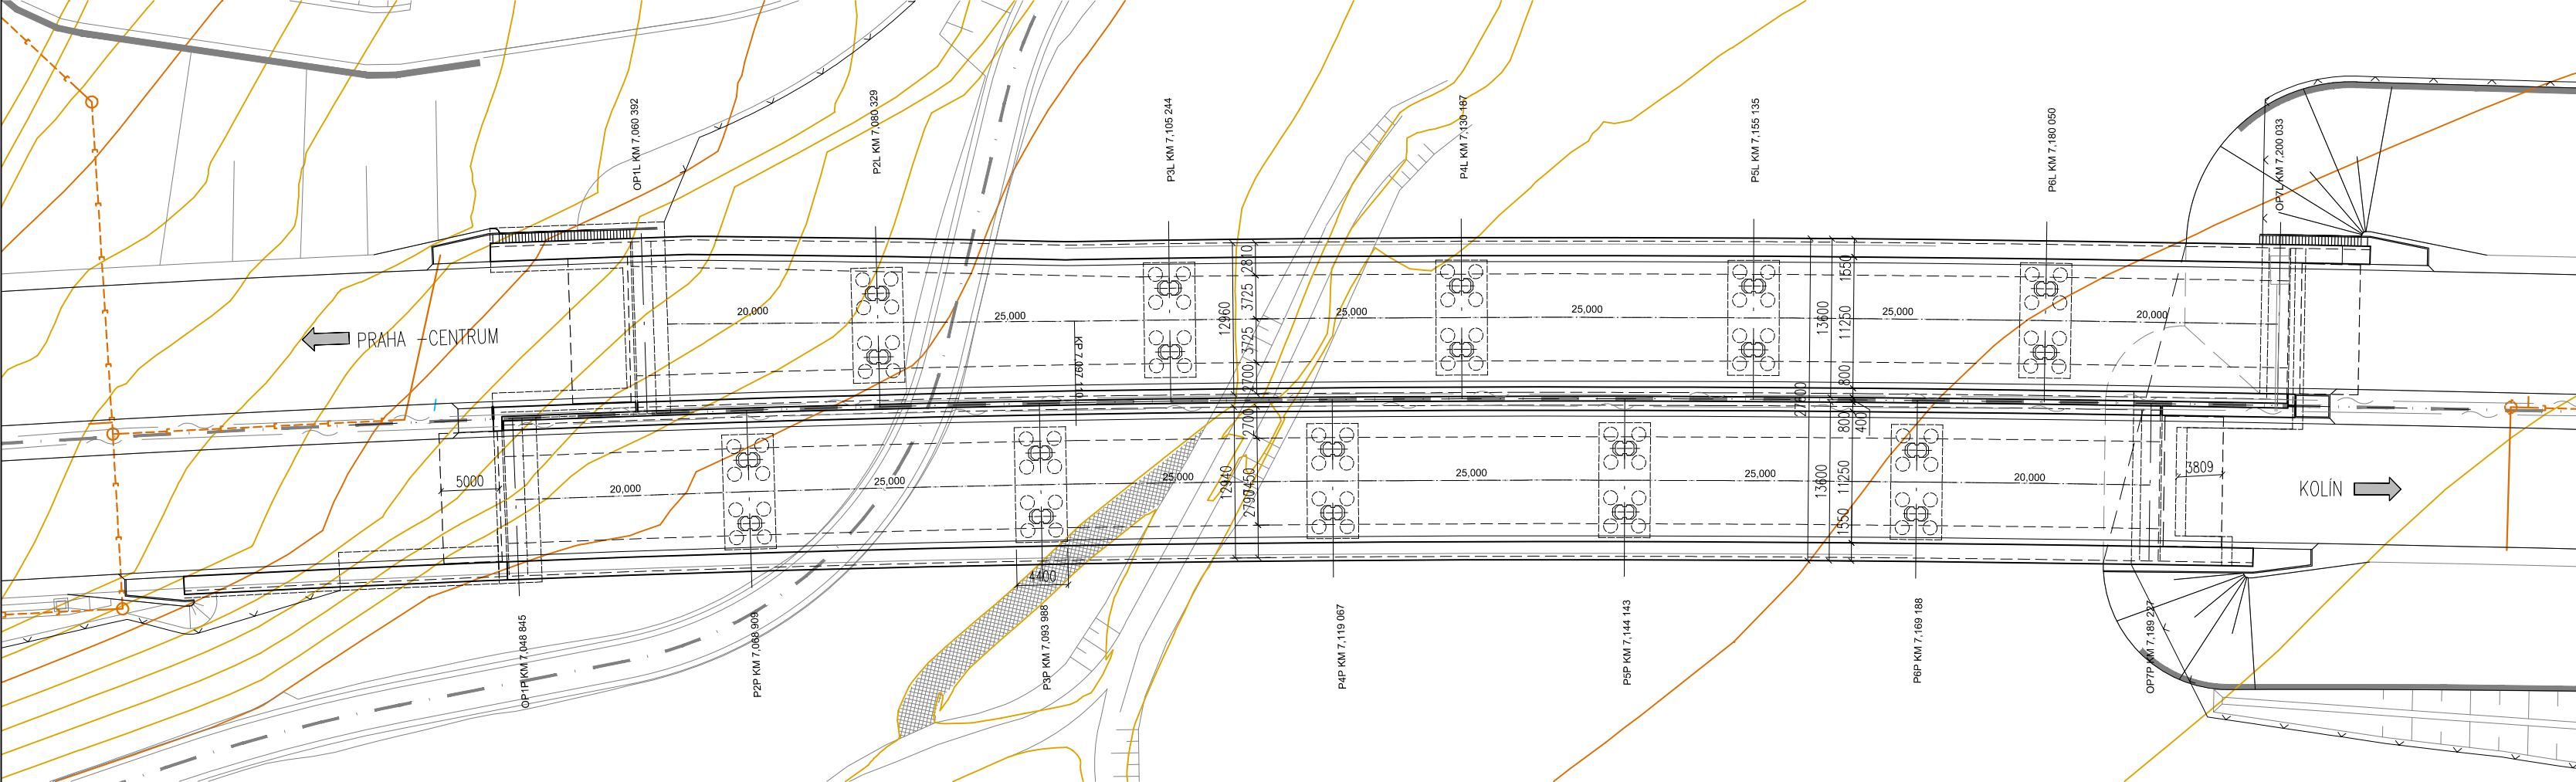 OP1L KM 7,060 392
P2L KM 7,080 329
P3L KM 7,105 244
P4L KM 7,130 187
P5L KM 7,155 135
P6L KM 7,180 050
OP7L KM 7,200 033
PRAHA -CENTRUM
20,000
25,000
25,000
25,000
25,000
20,000
KP 7,097 110
12960
2810
3725
3725
2700
13600
27600
1550
11250
800
5000
20,000
25,000
25,000
25,000
25,000
20,000
2700
12940
7450
2790
13600
800
400
11250
1550
3809
KOLÍN
4400
OP1P KM 7,048 845
P2P KM 7,068 909
P3P KM 7,093 988
P4P KM 7,119 067
P5P KM 7,144 143
P6P KM 7,169 188
OP7P KM 7,189 227